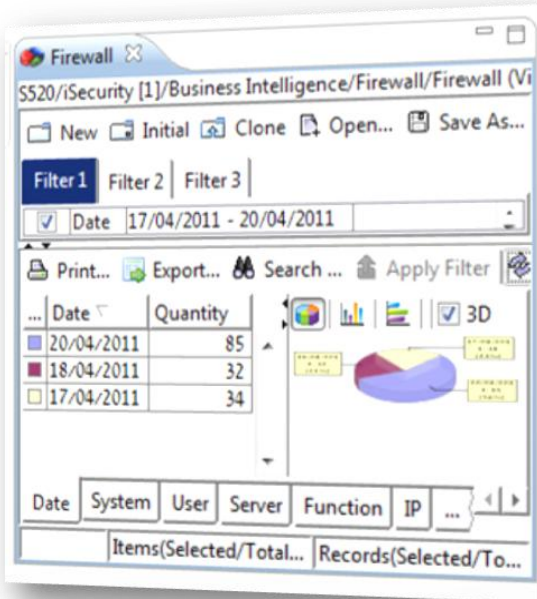 Firewall
S520/iSecurity [1]/Business Intelligence/Firewall/Firewall (Vi
New Initial Clone Open... Save As...
Filter 1 Filter 2 Filter 3
Date 17/04/2011 - 20/04/2011
Print... Export... Search ... Apply Filter
... Date Quantity 3D
20/04/2011 85
18/04/2011 32
17/04/2011 34
Date System User Server Function IP ...
Items(Selected/Total... Records(Selected/To...